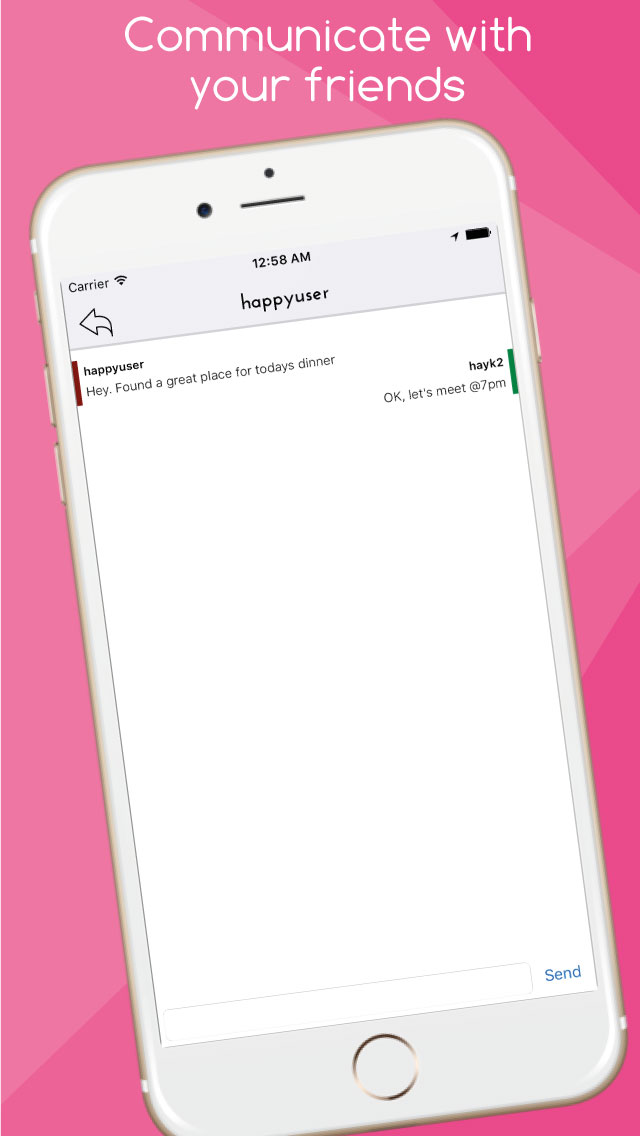 Communicate with
your friends
Carrier
12:58 AM
happyuser
happyuser
Hey. Found a great place for todays dinner
hayk2
OK, let's meet @7pm
Send